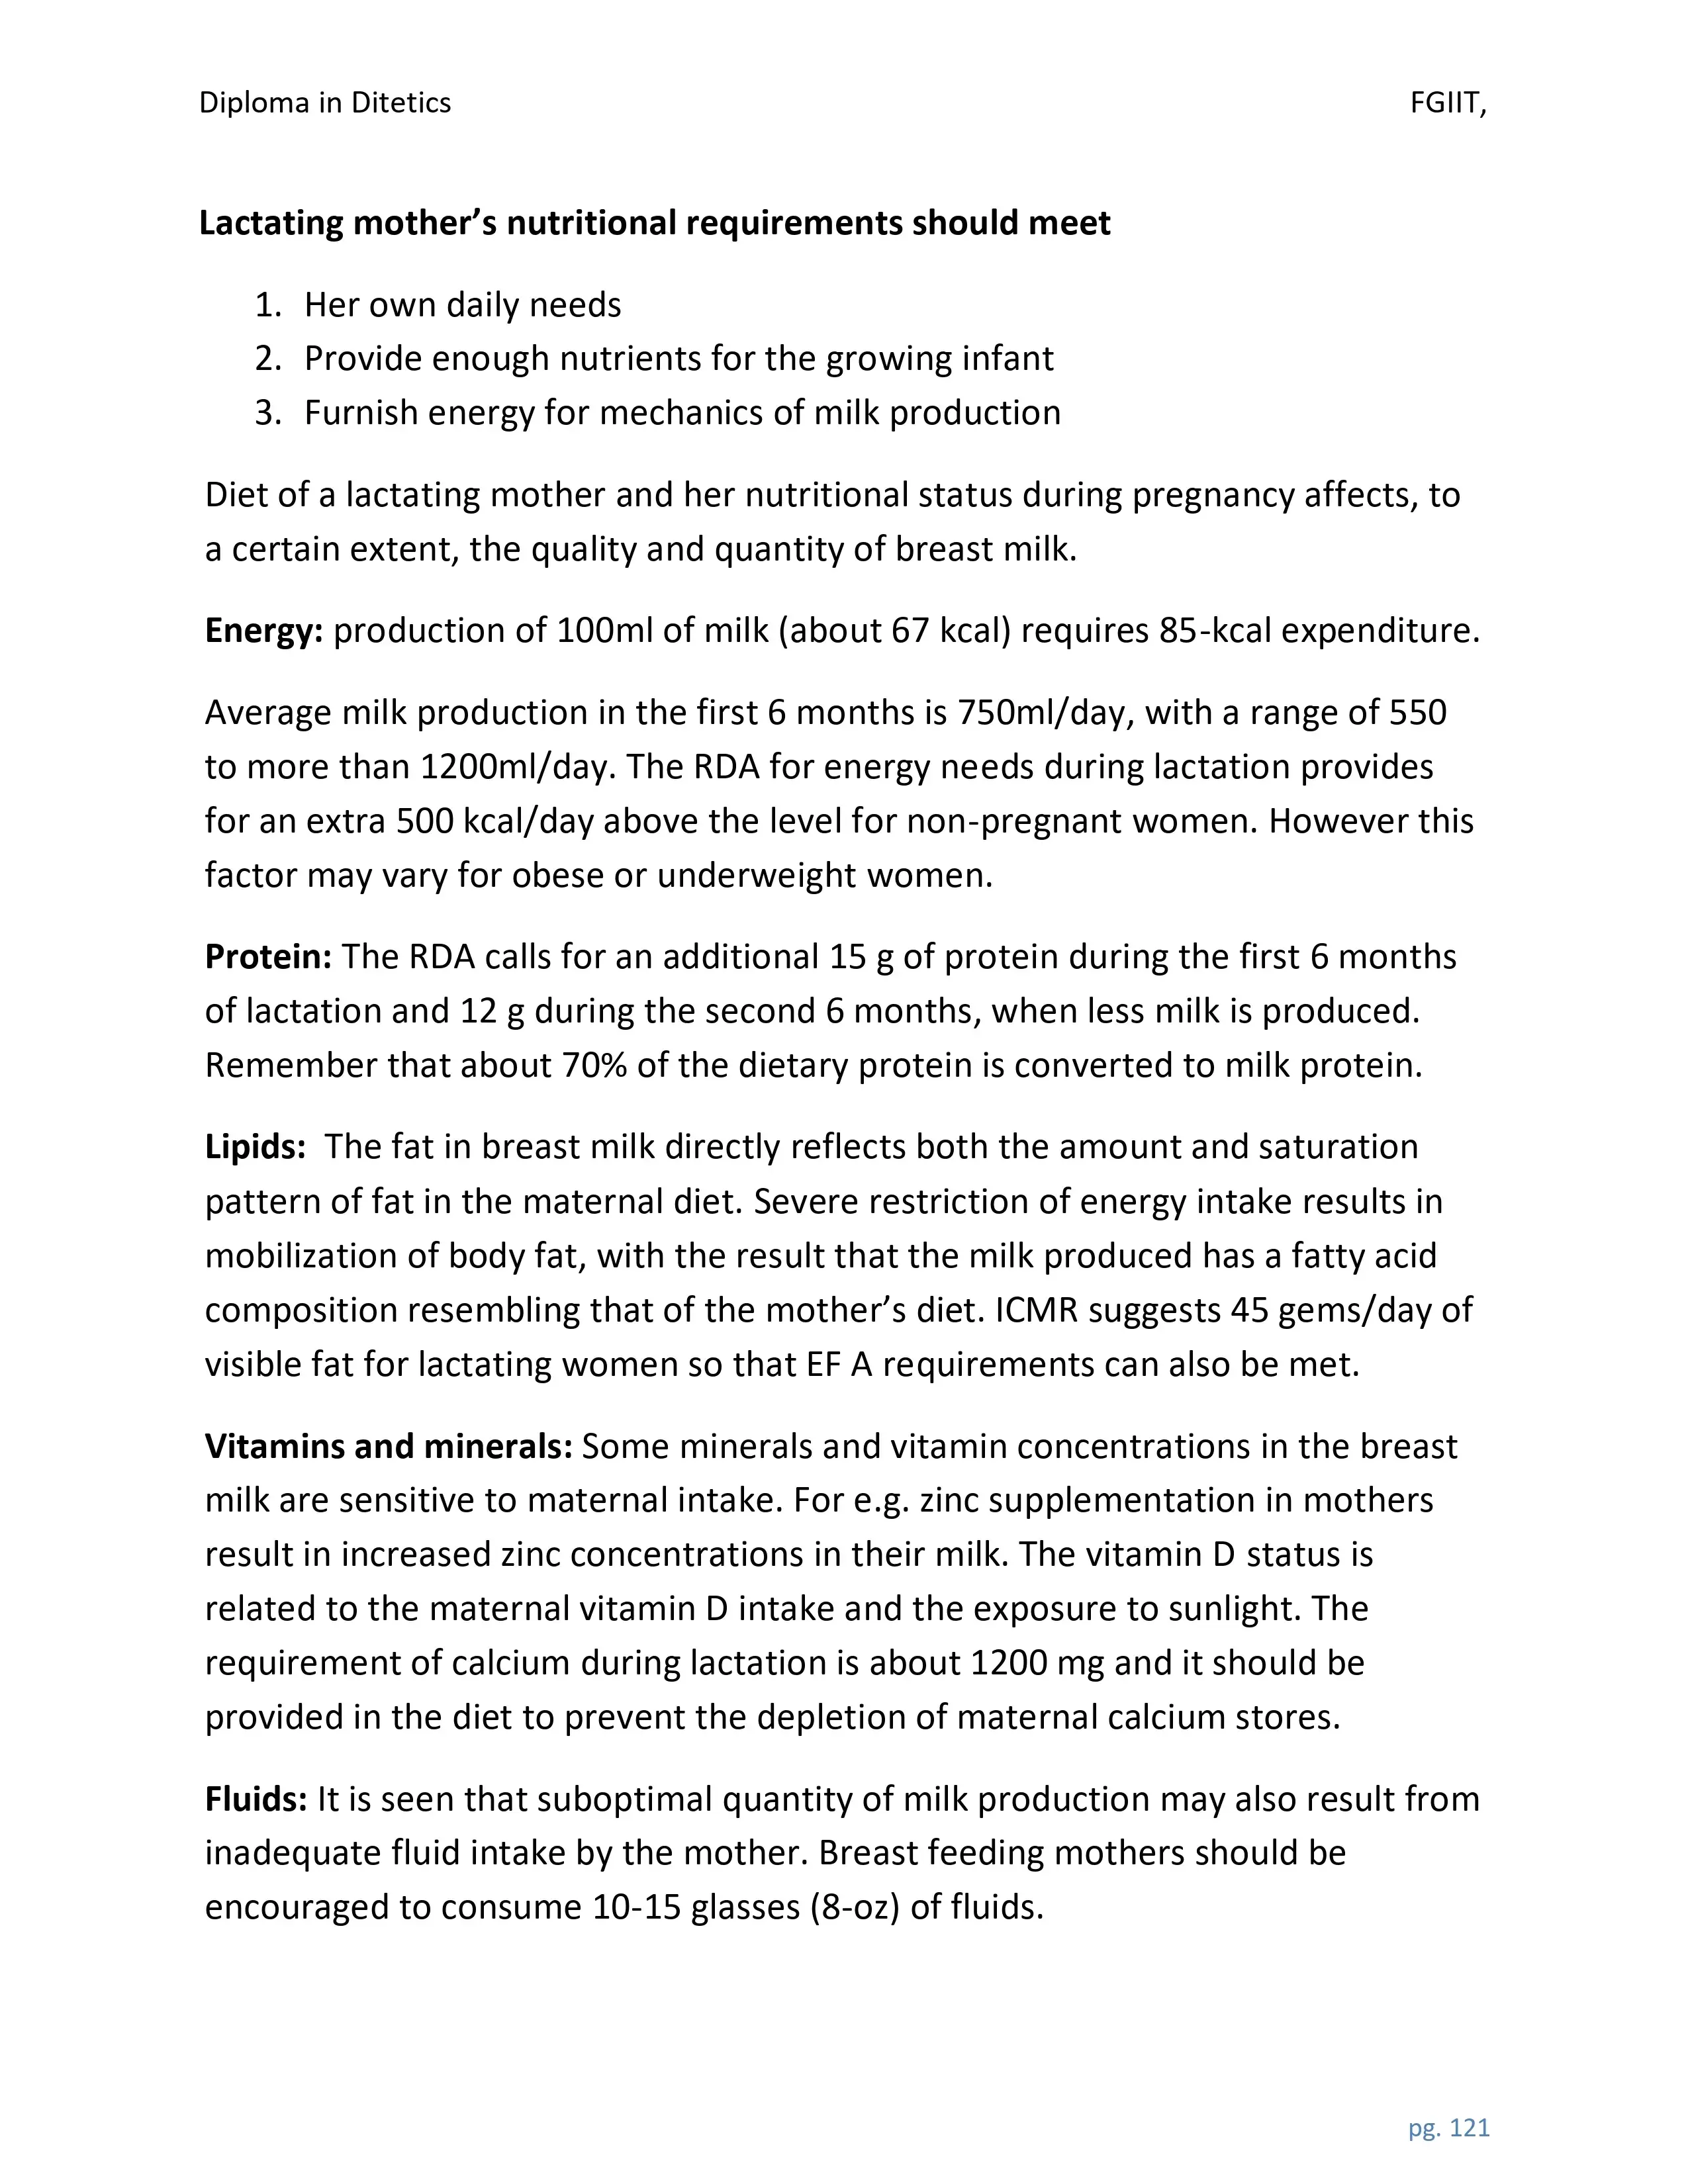 Diploma in Ditetics FGIIT,
Lactating mother’s nutritional requirements should meet
1. Her own daily needs
2. Provide enough nutrients for the growing infant
3. Furnish energy for mechanics of milk production
Diet of a lactating mother and her nutritional status during pregnancy affects, to
a certain extent, the quality and quantity of breast milk.
Energy: production of 100ml of milk (about 67 kcal) requires 85-kcal expenditure.
Average milk production in the first 6 months is 750ml/day, with a range of 550
to more than 1200ml/day. The RDA for energy needs during lactation provides
for an extra 500 kcal/day above the level for non-pregnant women. However this
factor may vary for obese or underweight women.
Protein: The RDA calls for an additional 15 g of protein during the first 6 months
of lactation and 12 g during the second 6 months, when less milk is produced.
Remember that about 70% of the dietary protein is converted to milk protein.
Lipids: The fat in breast milk directly reflects both the amount and saturation
pattern of fat in the maternal diet. Severe restriction of energy intake results in
mobilization of body fat, with the result that the milk produced has a fatty acid
composition resembling that of the mother’s diet. ICMR suggests 45 gems/day of
visible fat for lactating women so that EF A requirements can also be met.
Vitamins and minerals: Some minerals and vitamin concentrations in the breast
milk are sensitive to maternal intake. For e.g. zinc supplementation in mothers
result in increased zinc concentrations in their milk. The vitamin D status is
related to the maternal vitamin D intake and the exposure to sunlight. The
requirement of calcium during lactation is about 1200 mg and it should be
provided in the diet to prevent the depletion of maternal calcium stores.
Fluids: It is seen that suboptimal quantity of milk production may also result from
inadequate fluid intake by the mother. Breast feeding mothers should be
encouraged to consume 10-15 glasses (8-oz) of fluids.
pg. 121